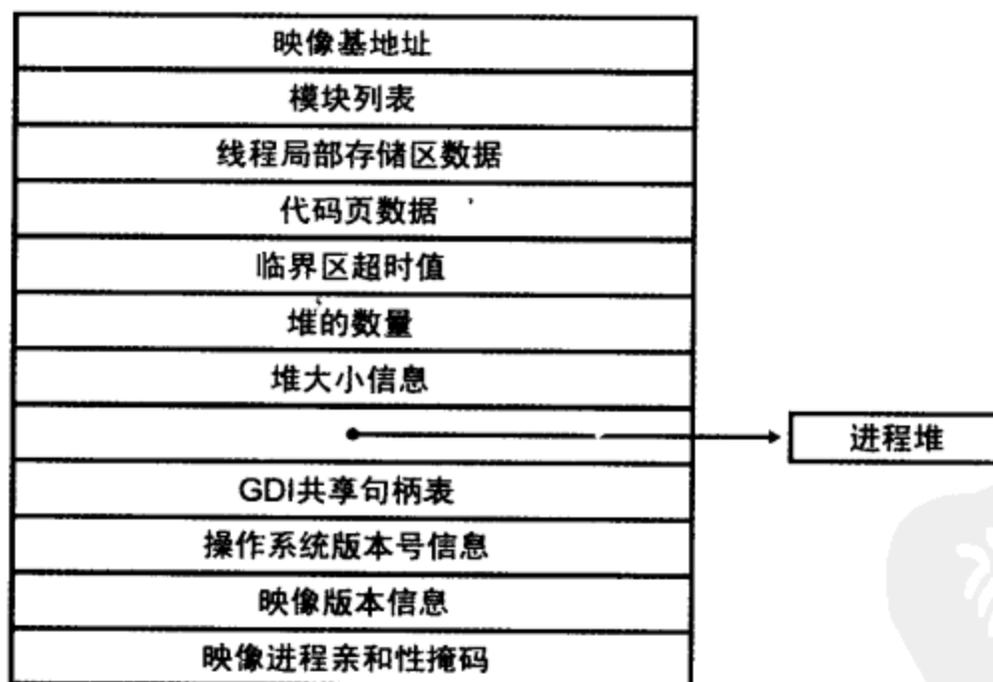 映像基地址
模块列表
线程局部存储区数据
代码页数据
临界区超时值
堆的数量
堆大小信息
进程堆
GDI共享句柄表
操作系统版本号信息
映像版本信息
映像进程亲和性掩码